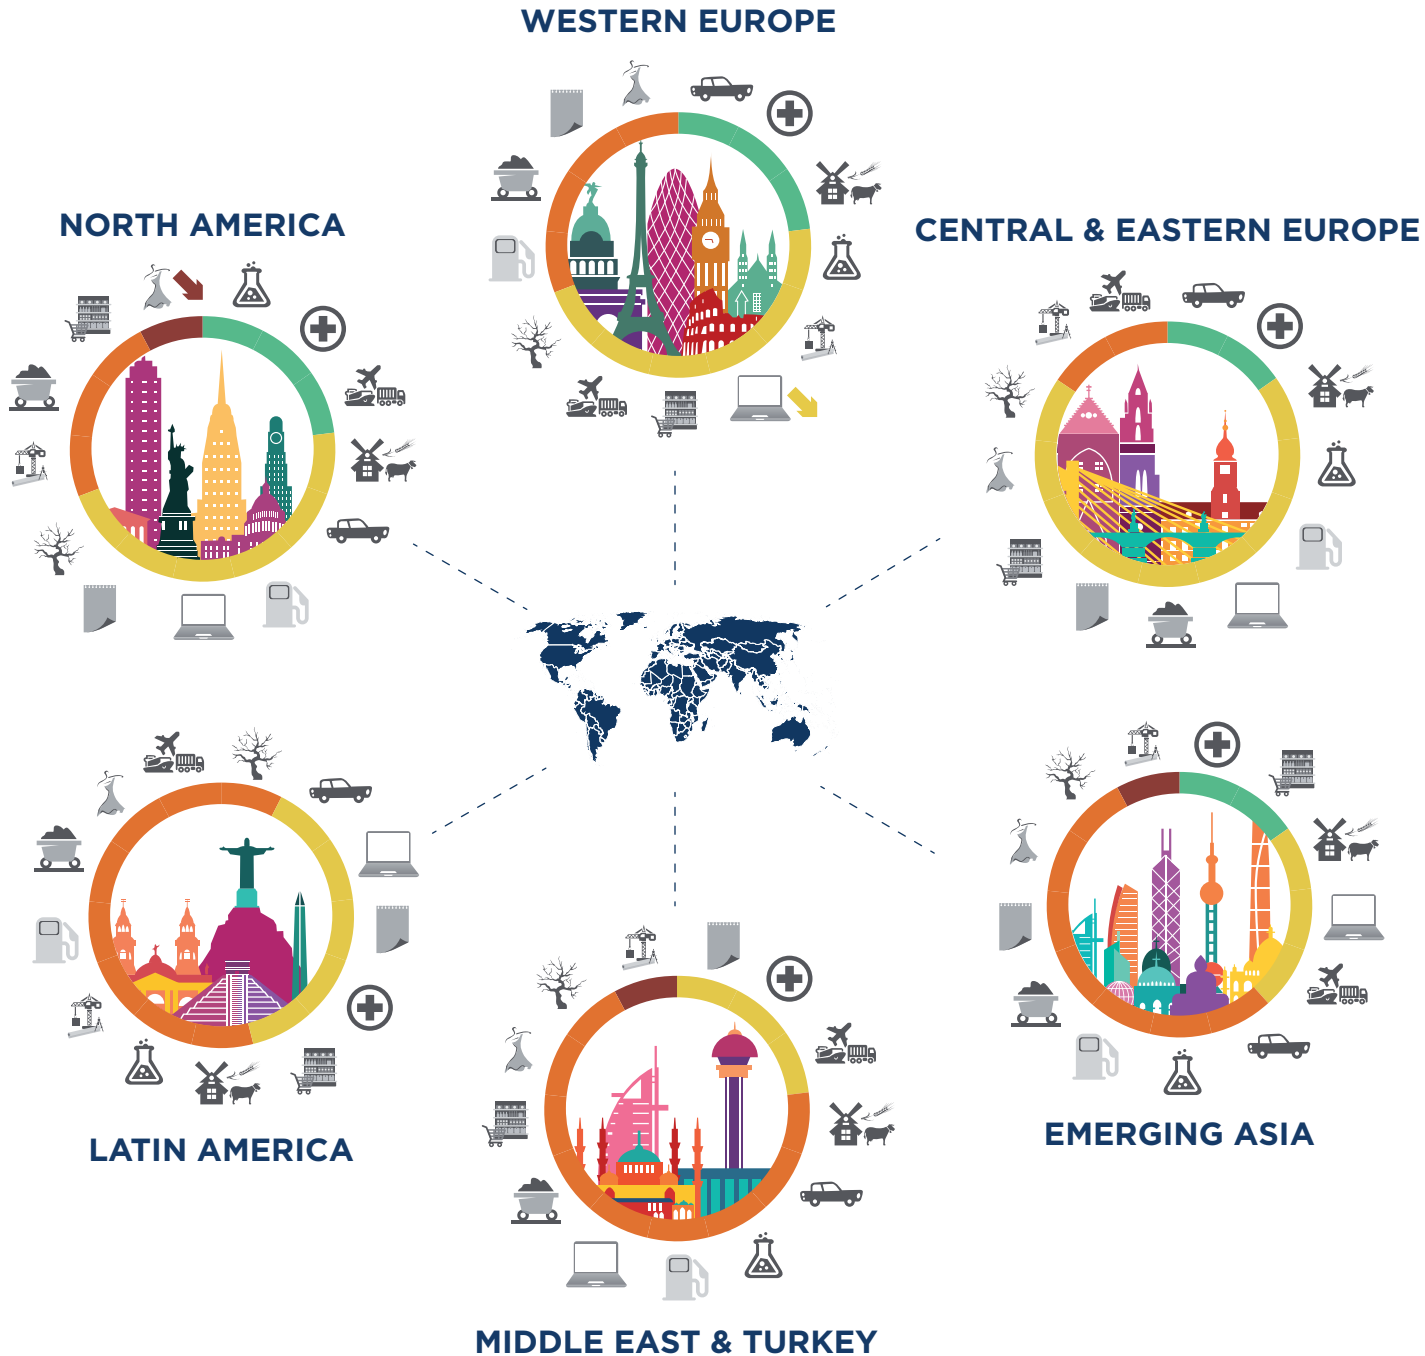 WESTERN EUROPE
NORTH AMERICA
CENTRAL & EASTERN EUROPE
LATIN AMERICA
EMERGING ASIA
MIDDLE EAST & TURKEY